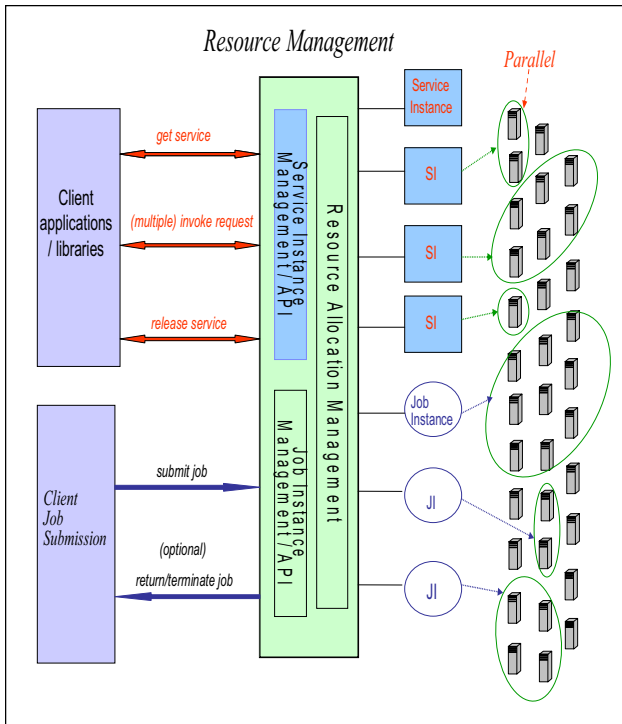 Resource Management
Parallel
Client
applications
/ libraries
get service
(multiple) invoke request
release service
Service Instance
Management/API
Resource Allocation Management
Service
Instance
SI
SI
SI
Client
Job
Submission
submit job
(optional)
return/terminate job
Job Instance
Management/API
Job
Instance
JI
JI